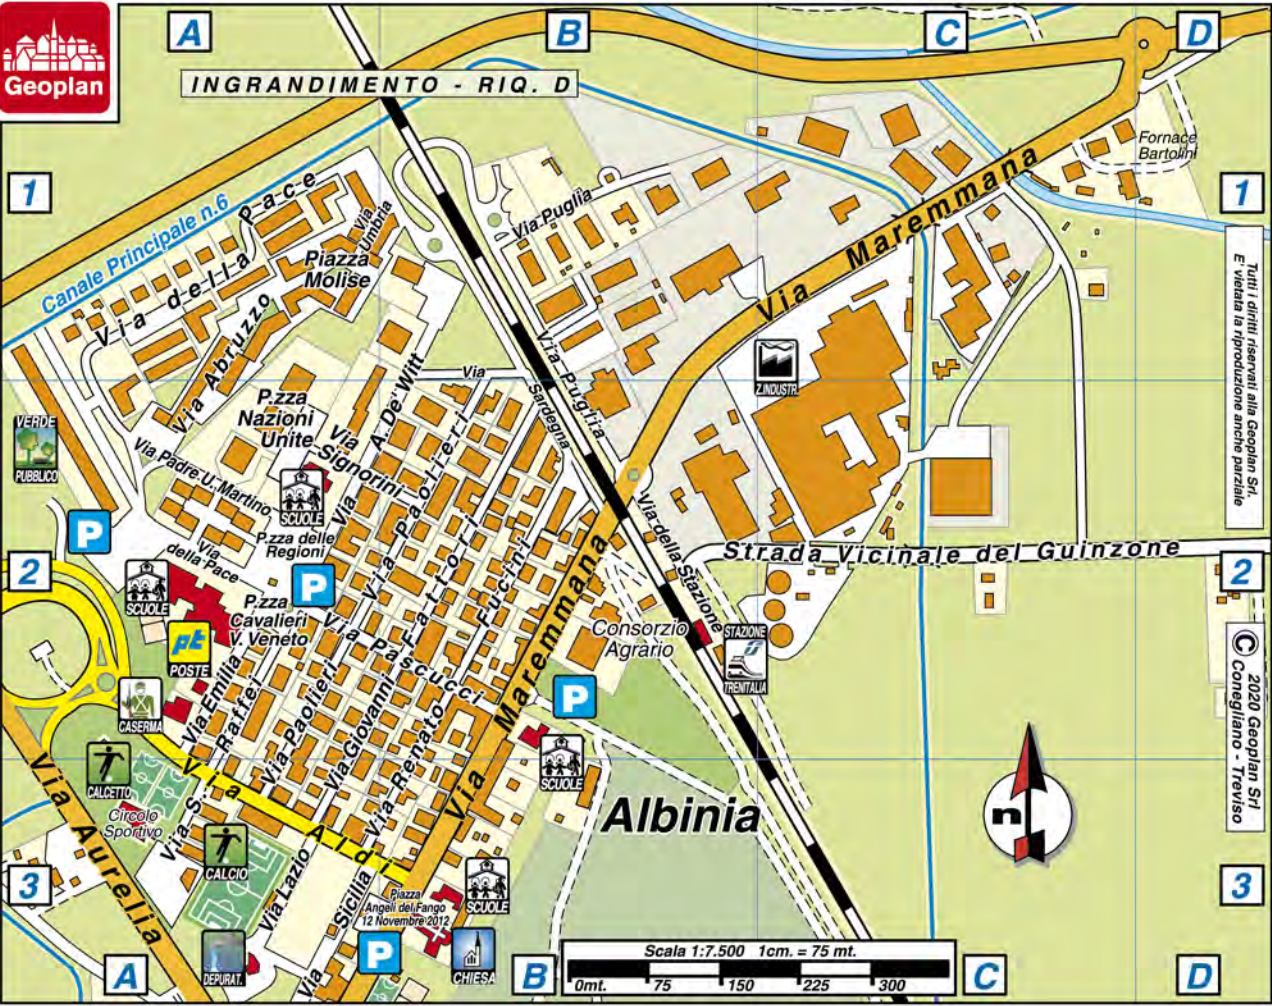 A
B
C
D
Geoplan
INGRANDIMENTO - RIQ. D
1
Fornace
Bartolini
1
Canale Principale n.6
Via della Pace
Via
Umbria
Piazza
Molise
Via Puglia
Via Maremmana
Tutti i diritti riservati alla Geoplan Srl.
E' vietata la riproduzione anche parziale
Via Abruzzo
Z.INDUSTR.
Via Puglia
Via
Sardegna
A. De' Witt
P.zza
Nazioni
Unite
Via
Signorini
VERDE
PUBBLICO
Via Padre U. Martino
SCUOLE
Via Paolieri
Via Fattori
Fucini
P.zza delle
Regioni
P
Via
della Pace
P
Via della Stazione
Strada Vicinale del Guinzone
2
2
SCUOLE
P.zza
Cavalieri
V. Veneto
pt
POSTE
Via Pascucci
Consorzio
Agrario
STAZIONE
TRENITALIA
Via Maremmana
P
CASERMA
Via Emilia
Via S. Raffei
Via Paolieri
Via Giovanni
Via Renato
SCUOLE
© 2020 Geoplan Srl
Conegliano - Treviso
CALCETTO
Circolo
Sportivo
Via Aurelia
Via Aldi
Albinia
n
CALCIO
3
3
Via Lazio
Via Sicilia
Piazza
Angeli del Fango
12 Novembre 2012
SCUOLE
DEPURAT.
P
CHIESA
Scala 1:7.500 1cm. = 75 mt.
0mt. 75 150 225 300
A
B
C
D